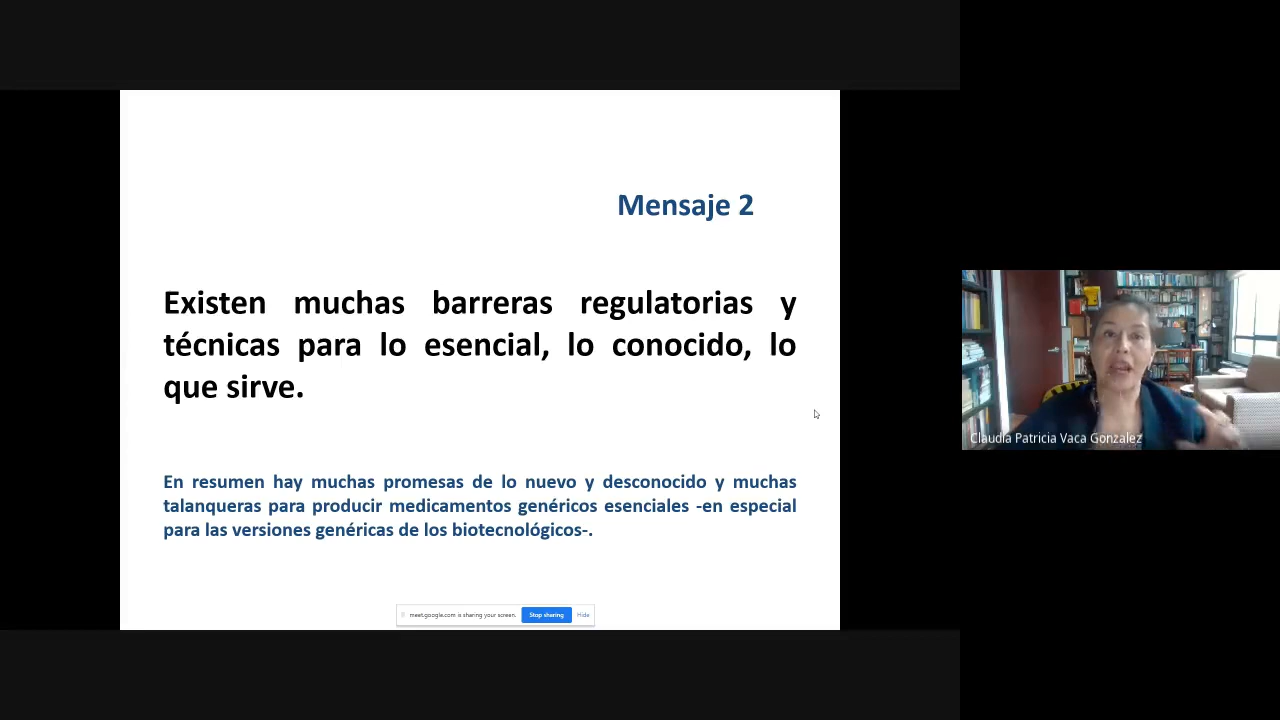 Mensaje 2
Existen muchas barreras regulatorias y
técnicas para lo esencial, lo conocido, lo
que sirve.
En resumen hay muchas promesas de lo nuevo y desconocido y muchas
talanqueras para producir medicamentos genéricos esenciales -en especial
para las versiones genéricas de los biotecnológicos-.
meet.google.com is sharing your screen. Stop sharing Hide
Claudia Patricia Vaca Gonzalez